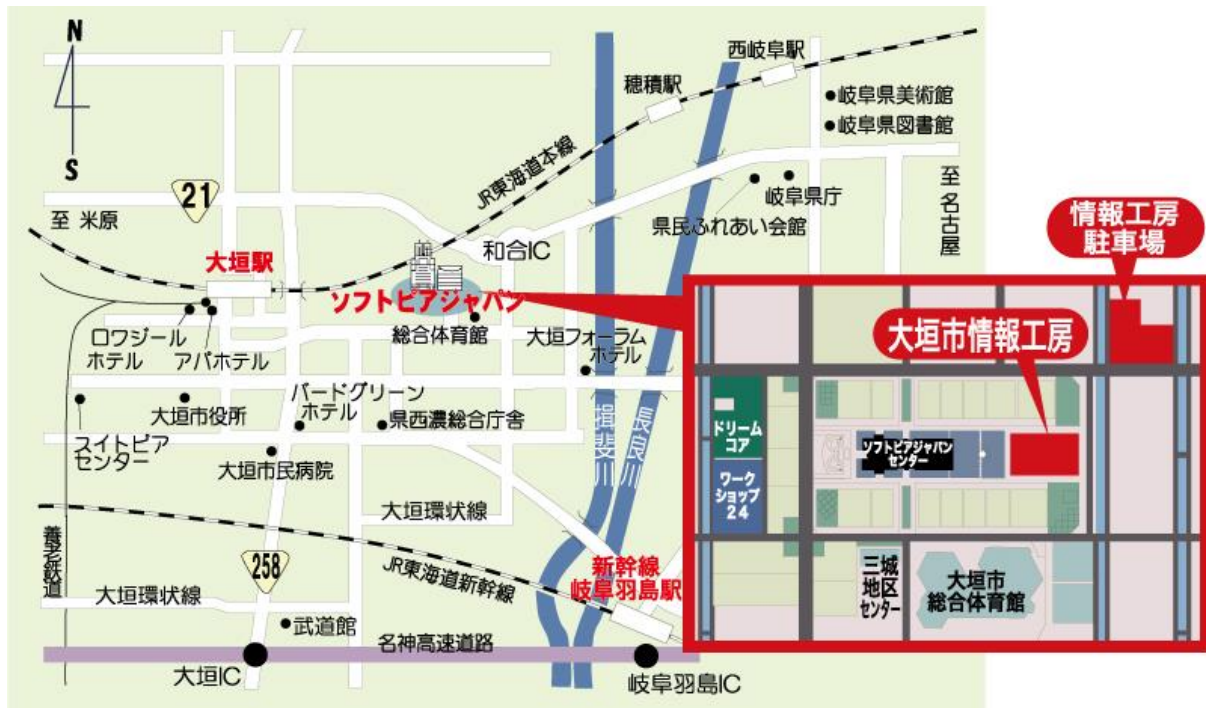 N
S
21
至 米原
大垣駅
ロワジール
ホテル
アパホテル
大垣市役所
スイトピア
センター
大垣市民病院
バードグリーン
ホテル
県西濃総合庁舎
ソフトピアジャパン
総合体育館
和合IC
大垣フォーラム
ホテル
JR東海道本線
穂積駅
西岐阜駅
岐阜県美術館
岐阜県図書館
岐阜県庁
県民ふれあい会館
至 名古屋
揖斐川
長良川
大垣環状線
養老鉄道
258
JR東海道新幹線
新幹線
岐阜羽島駅
大垣環状線
武道館
名神高速道路
大垣IC
岐阜羽島IC
情報工房
駐車場
大垣市情報工房
ドリーム
コア
ワーク
ショップ
24
ソフトピアジャパン
センター
三城
地区
センター
大垣市
総合体育館